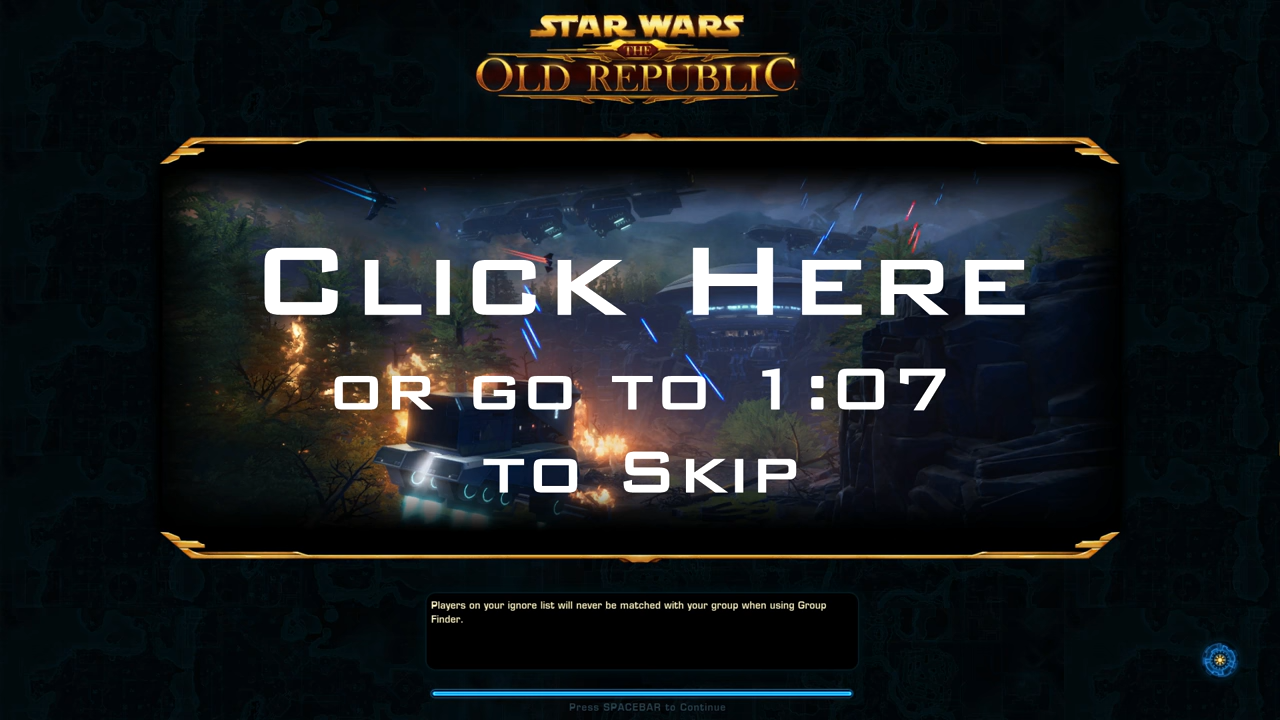 STAR WARS
THE
OLD REPUBLIC
CLICK HERE
OR GO TO 1:07
TO SKIP
Players on your ignore list will never be matched with your group when using Group
Finder.
Press SPACEBAR to Continue